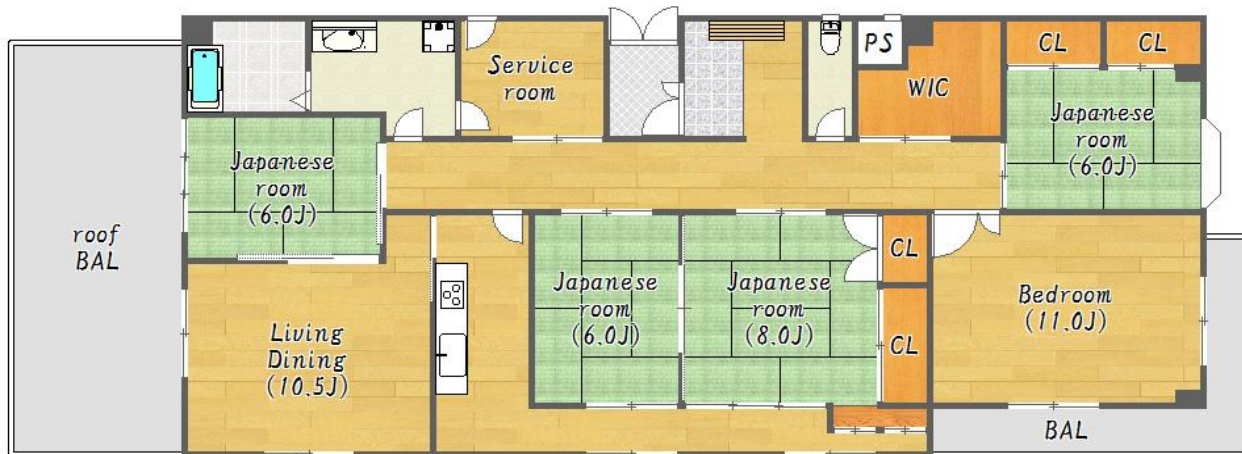 Service
room
PS
WIC
CL
CL
Japanese
room
(6.0J)
Japanese
room
(6.0J)
roof
BAL
Living
Dining
(10.5J)
Japanese
room
(6.0J)
Japanese
room
(8.0J)
CL
CL
Bedroom
(11.0J)
BAL